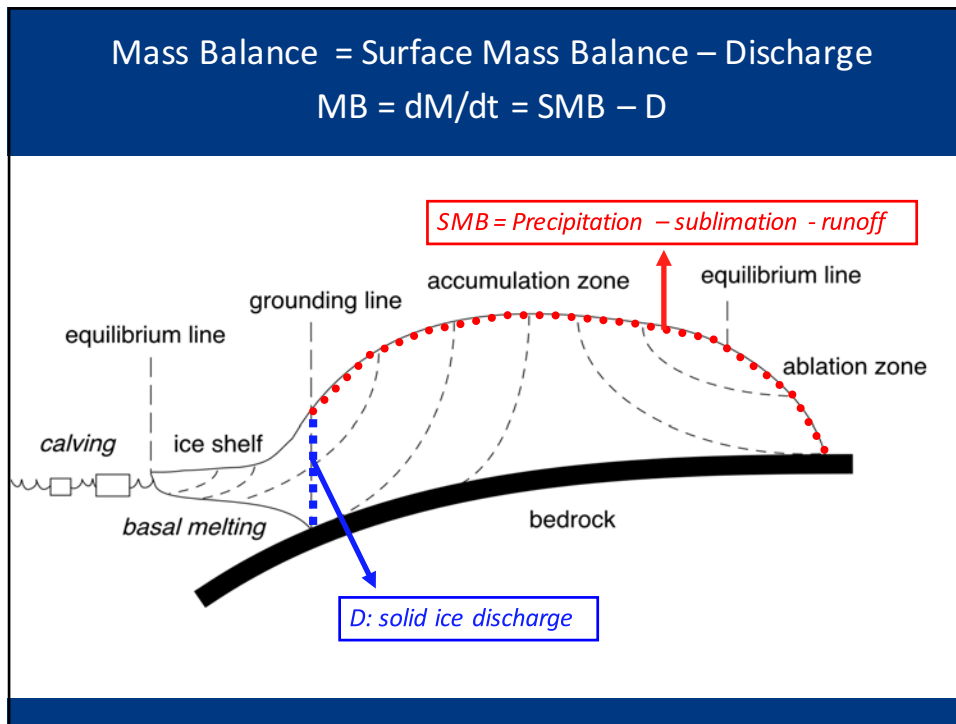 Mass Balance = Surface Mass Balance – Discharge
MB = dM/dt = SMB – D
SMB = Precipitation – sublimation - runoff
accumulation zone
equilibrium line
grounding line
equilibrium line
ablation zone
calving
ice shelf
basal melting
bedrock
D: solid ice discharge